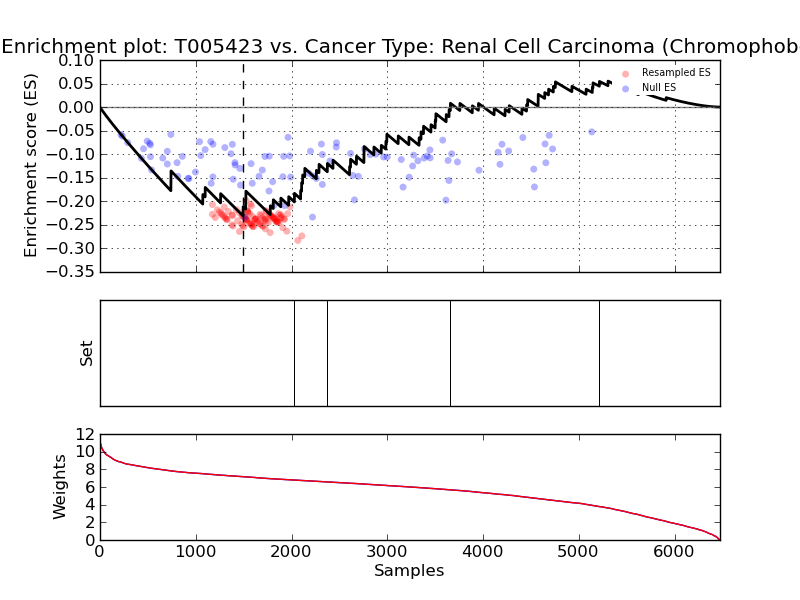 Enrichment plot: T005423 vs. Cancer Type: Renal Cell Carcinoma (Chromophob
0.10
0.05
0.00
−0.05
−0.10
−0.15
−0.20
−0.25
−0.30
−0.35
Enrichment score (ES)
Resampled ES
Null ES
Set
12
10
8
6
4
2
0
Weights
0 1000 2000 3000 4000 5000 6000
Samples